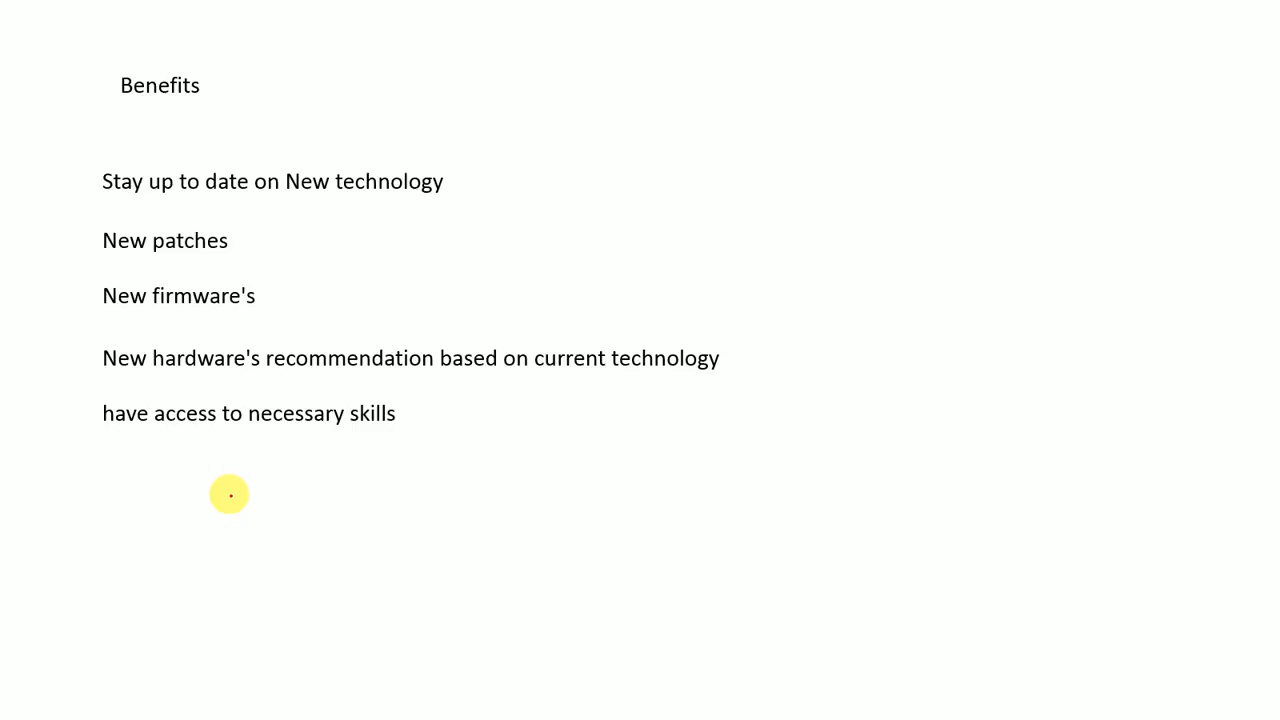 Benefits
Stay up to date on New technology
New patches
New firmware's
New hardware's recommendation based on current technology
have access to necessary skills